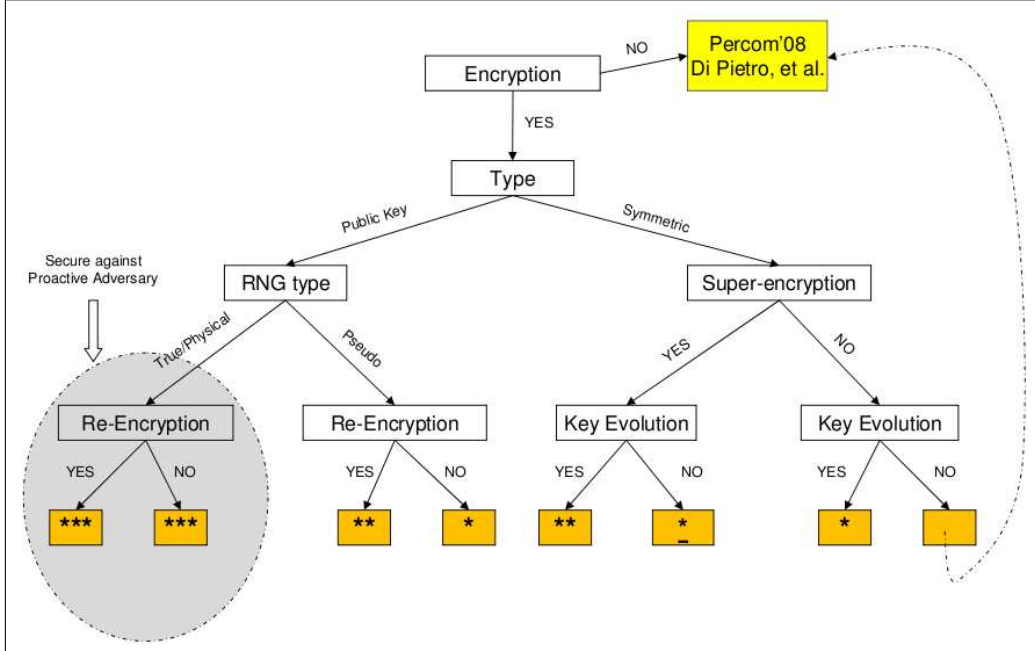 NO
Percom'08
Di Pietro, et al.
Encryption
YES
Type
Public Key
Symmetric
Secure against
Proactive Adversary
RNG type
Super-encryption
True/Physical
Pseudo
YES
NO
Re-Encryption
Re-Encryption
Key Evolution
Key Evolution
YES
NO
YES
NO
YES
NO
YES
NO
***
***
**
*
**
*
_
*